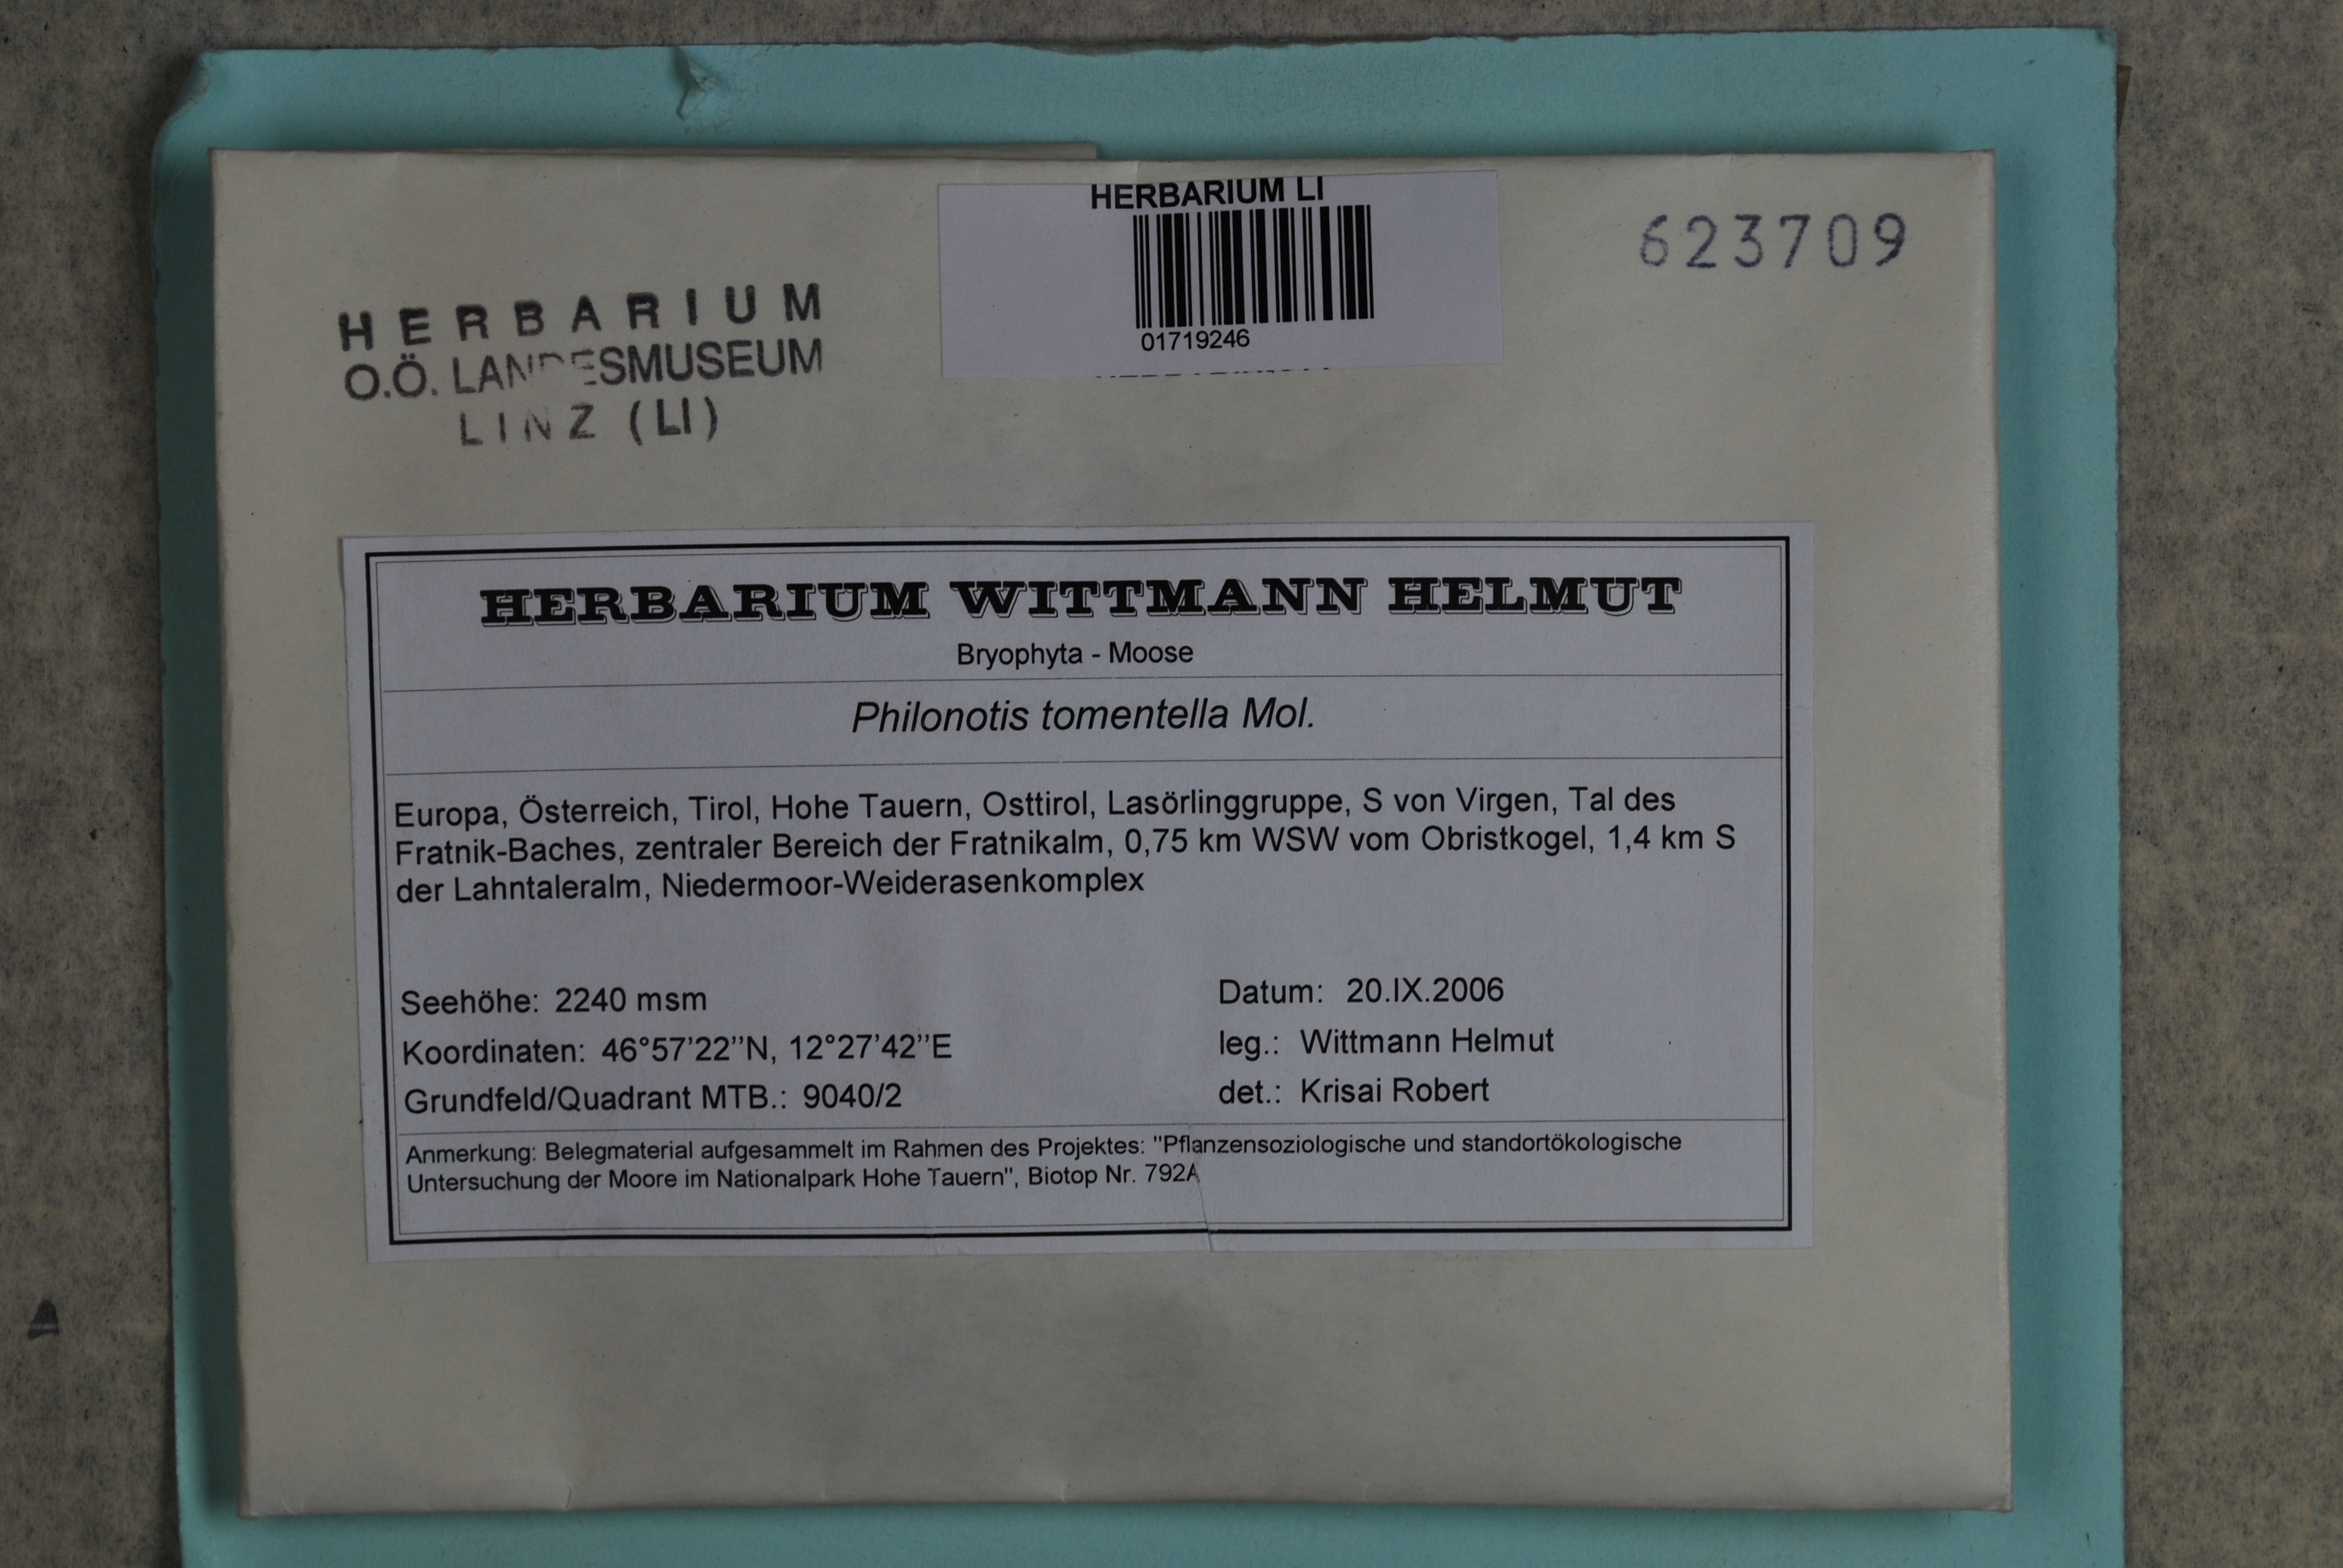 HERBARIUM LI
01719246
623709
HERBARIUM
O.Ö. LANDESMUSEUM
LINZ (LI)
HERBARIUM WITTMANN HELMUT
Bryophyta - Moose
Philonotis tomentella Mol.
Europa, Österreich, Tirol, Hohe Tauern, Osttirol, Lasörlinggruppe, S von Virgen, Tal des
Fratnik-Baches, zentraler Bereich der Fratnikalm, 0,75 km WSW vom Obristkogel, 1,4 km S
der Lahntaleralm, Niedermoor-Weiderasenkomplex
Seehöhe: 2240 msm
Koordinaten: 46°57’22’’N, 12°27’42’’E
Grundfeld/Quadrant MTB.: 9040/2
Datum: 20.IX.2006
leg.: Wittmann Helmut
det.: Krisai Robert
Anmerkung: Belegmaterial aufgesammelt im Rahmen des Projektes: "Pflanzensoziologische und standortökologische
Untersuchung der Moore im Nationalpark Hohe Tauern", Biotop Nr. 792A